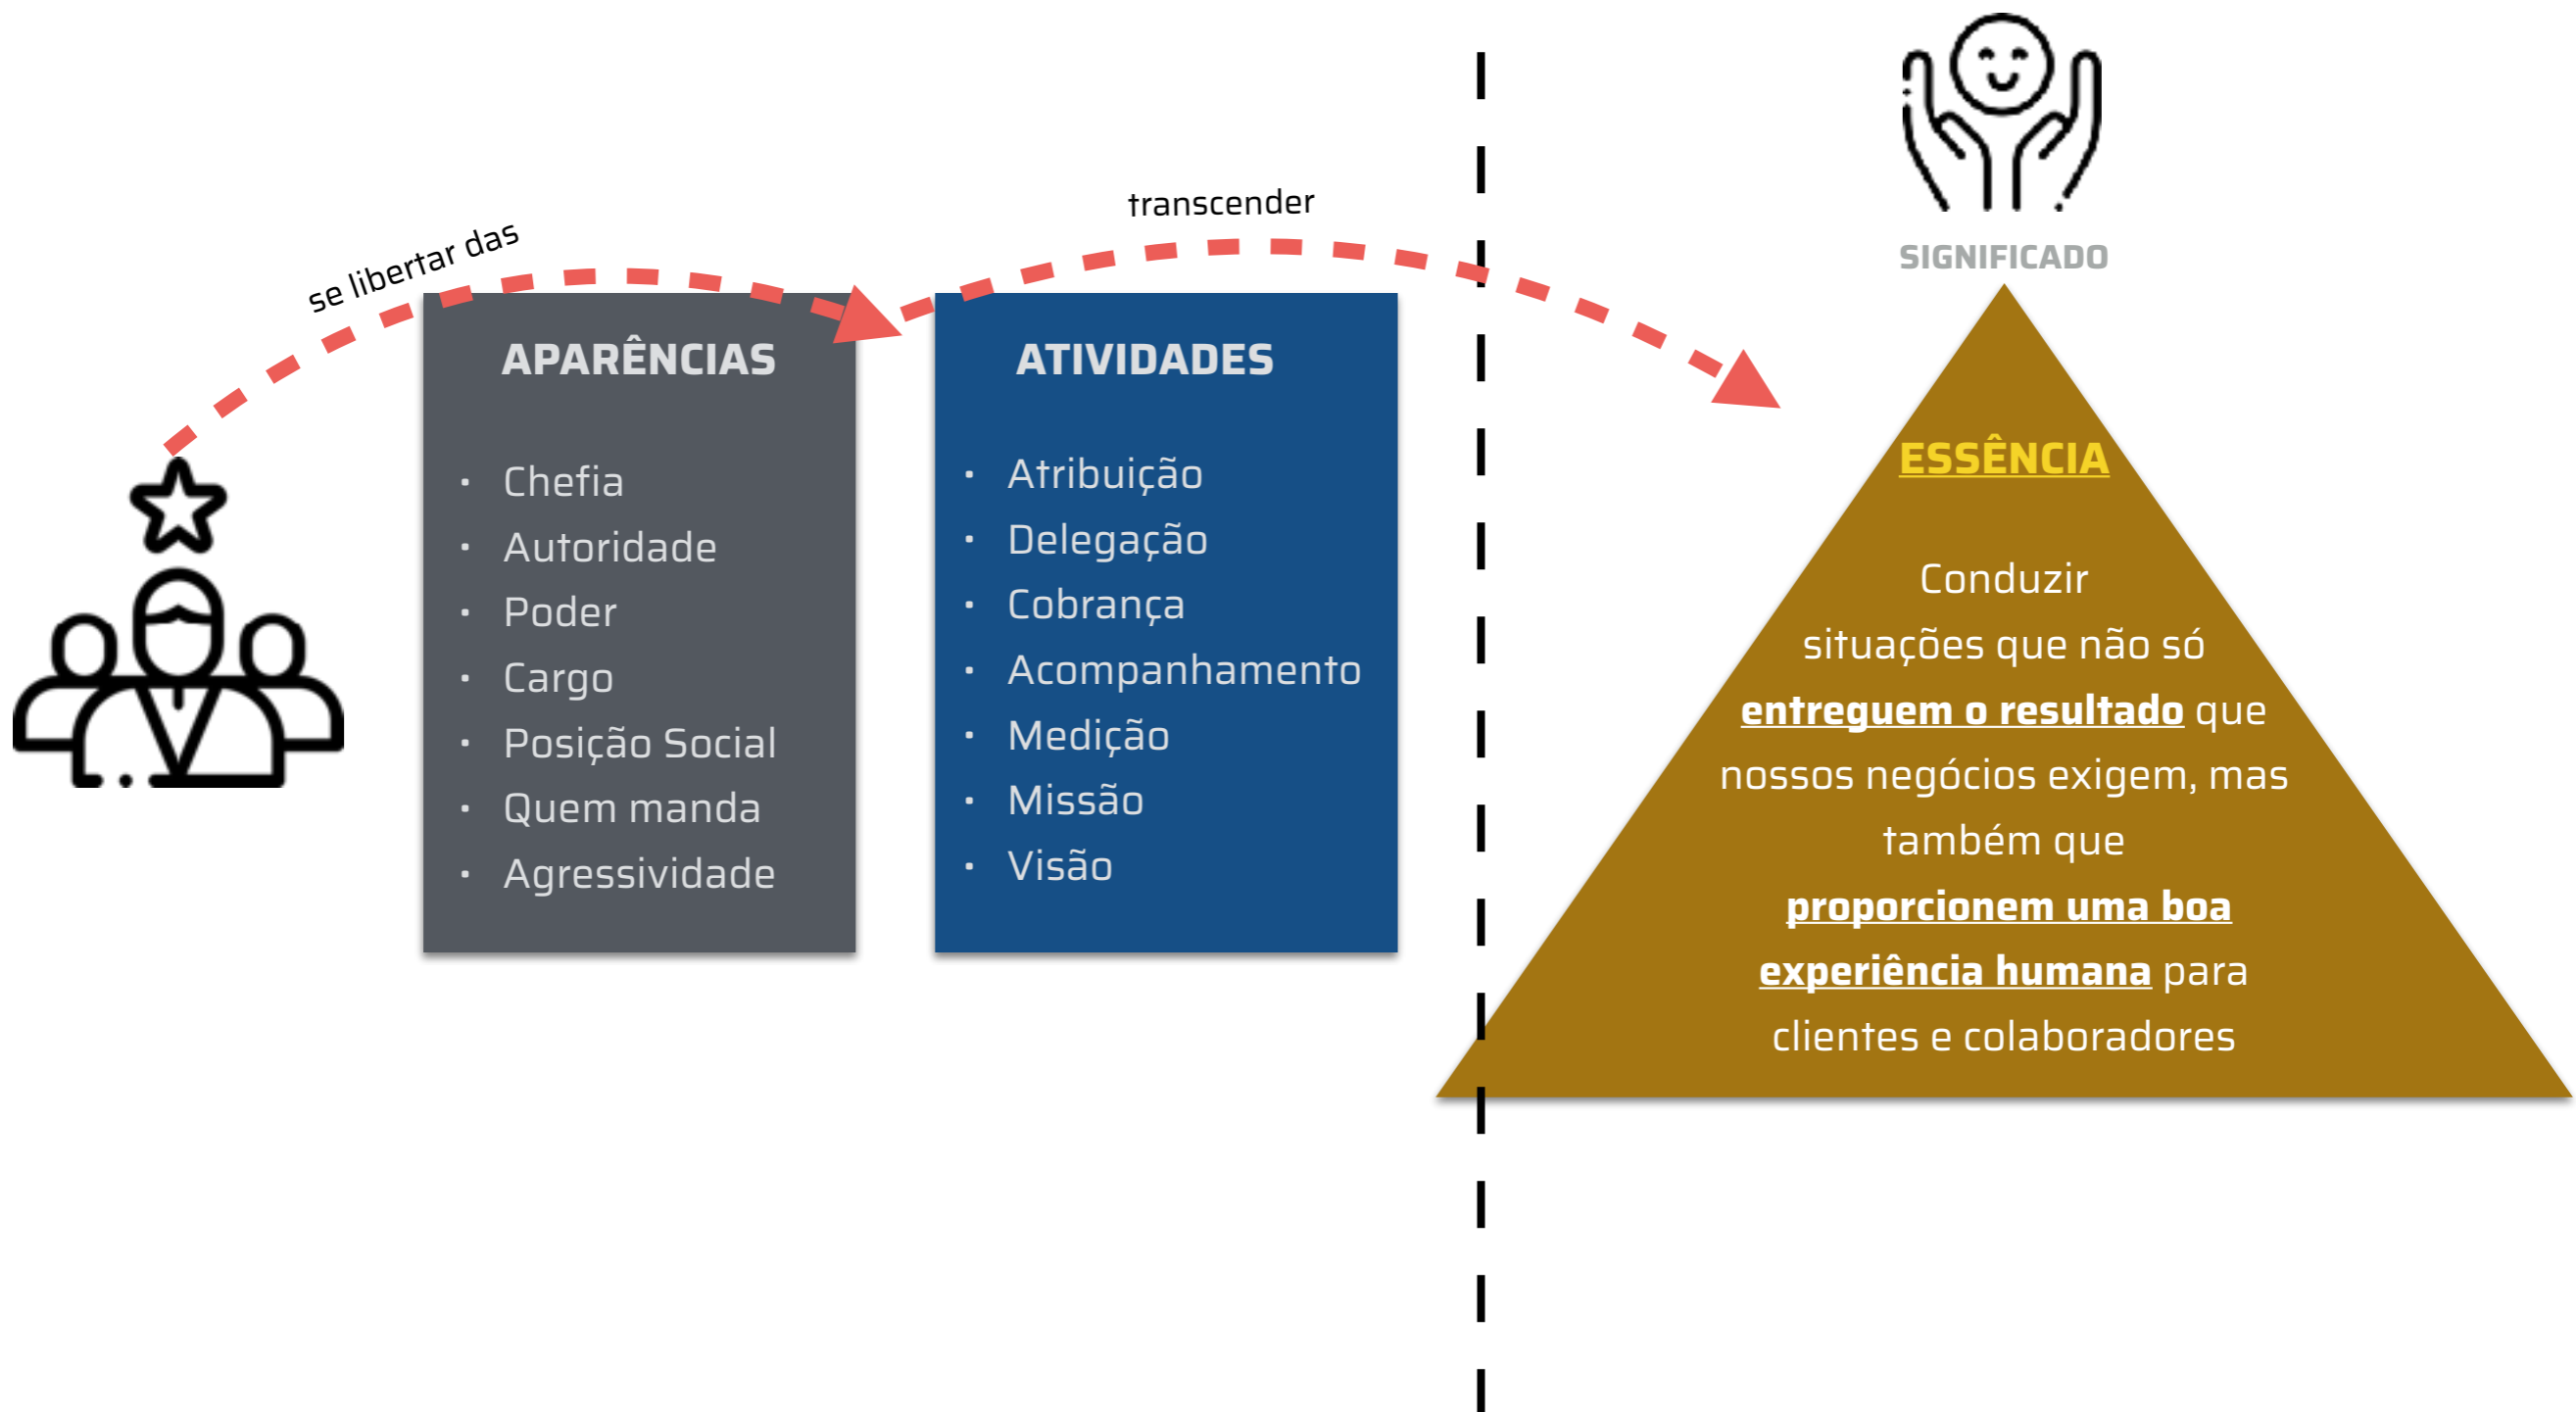 se libertar das
transcender
SIGNIFICADO
APARÊNCIAS
· Chefia
· Autoridade
· Poder
· Cargo
· Posição Social
· Quem manda
· Agressividade
ATIVIDADES
· Atribuição
· Delegação
· Cobrança
· Acompanhamento
· Medição
· Missão
· Visão
ESSÊNCIA
Conduzir
situações que não só
entreguem o resultado que
nossos negócios exigem, mas
também que
proporcionem uma boa
experiência humana para
clientes e colaboradores